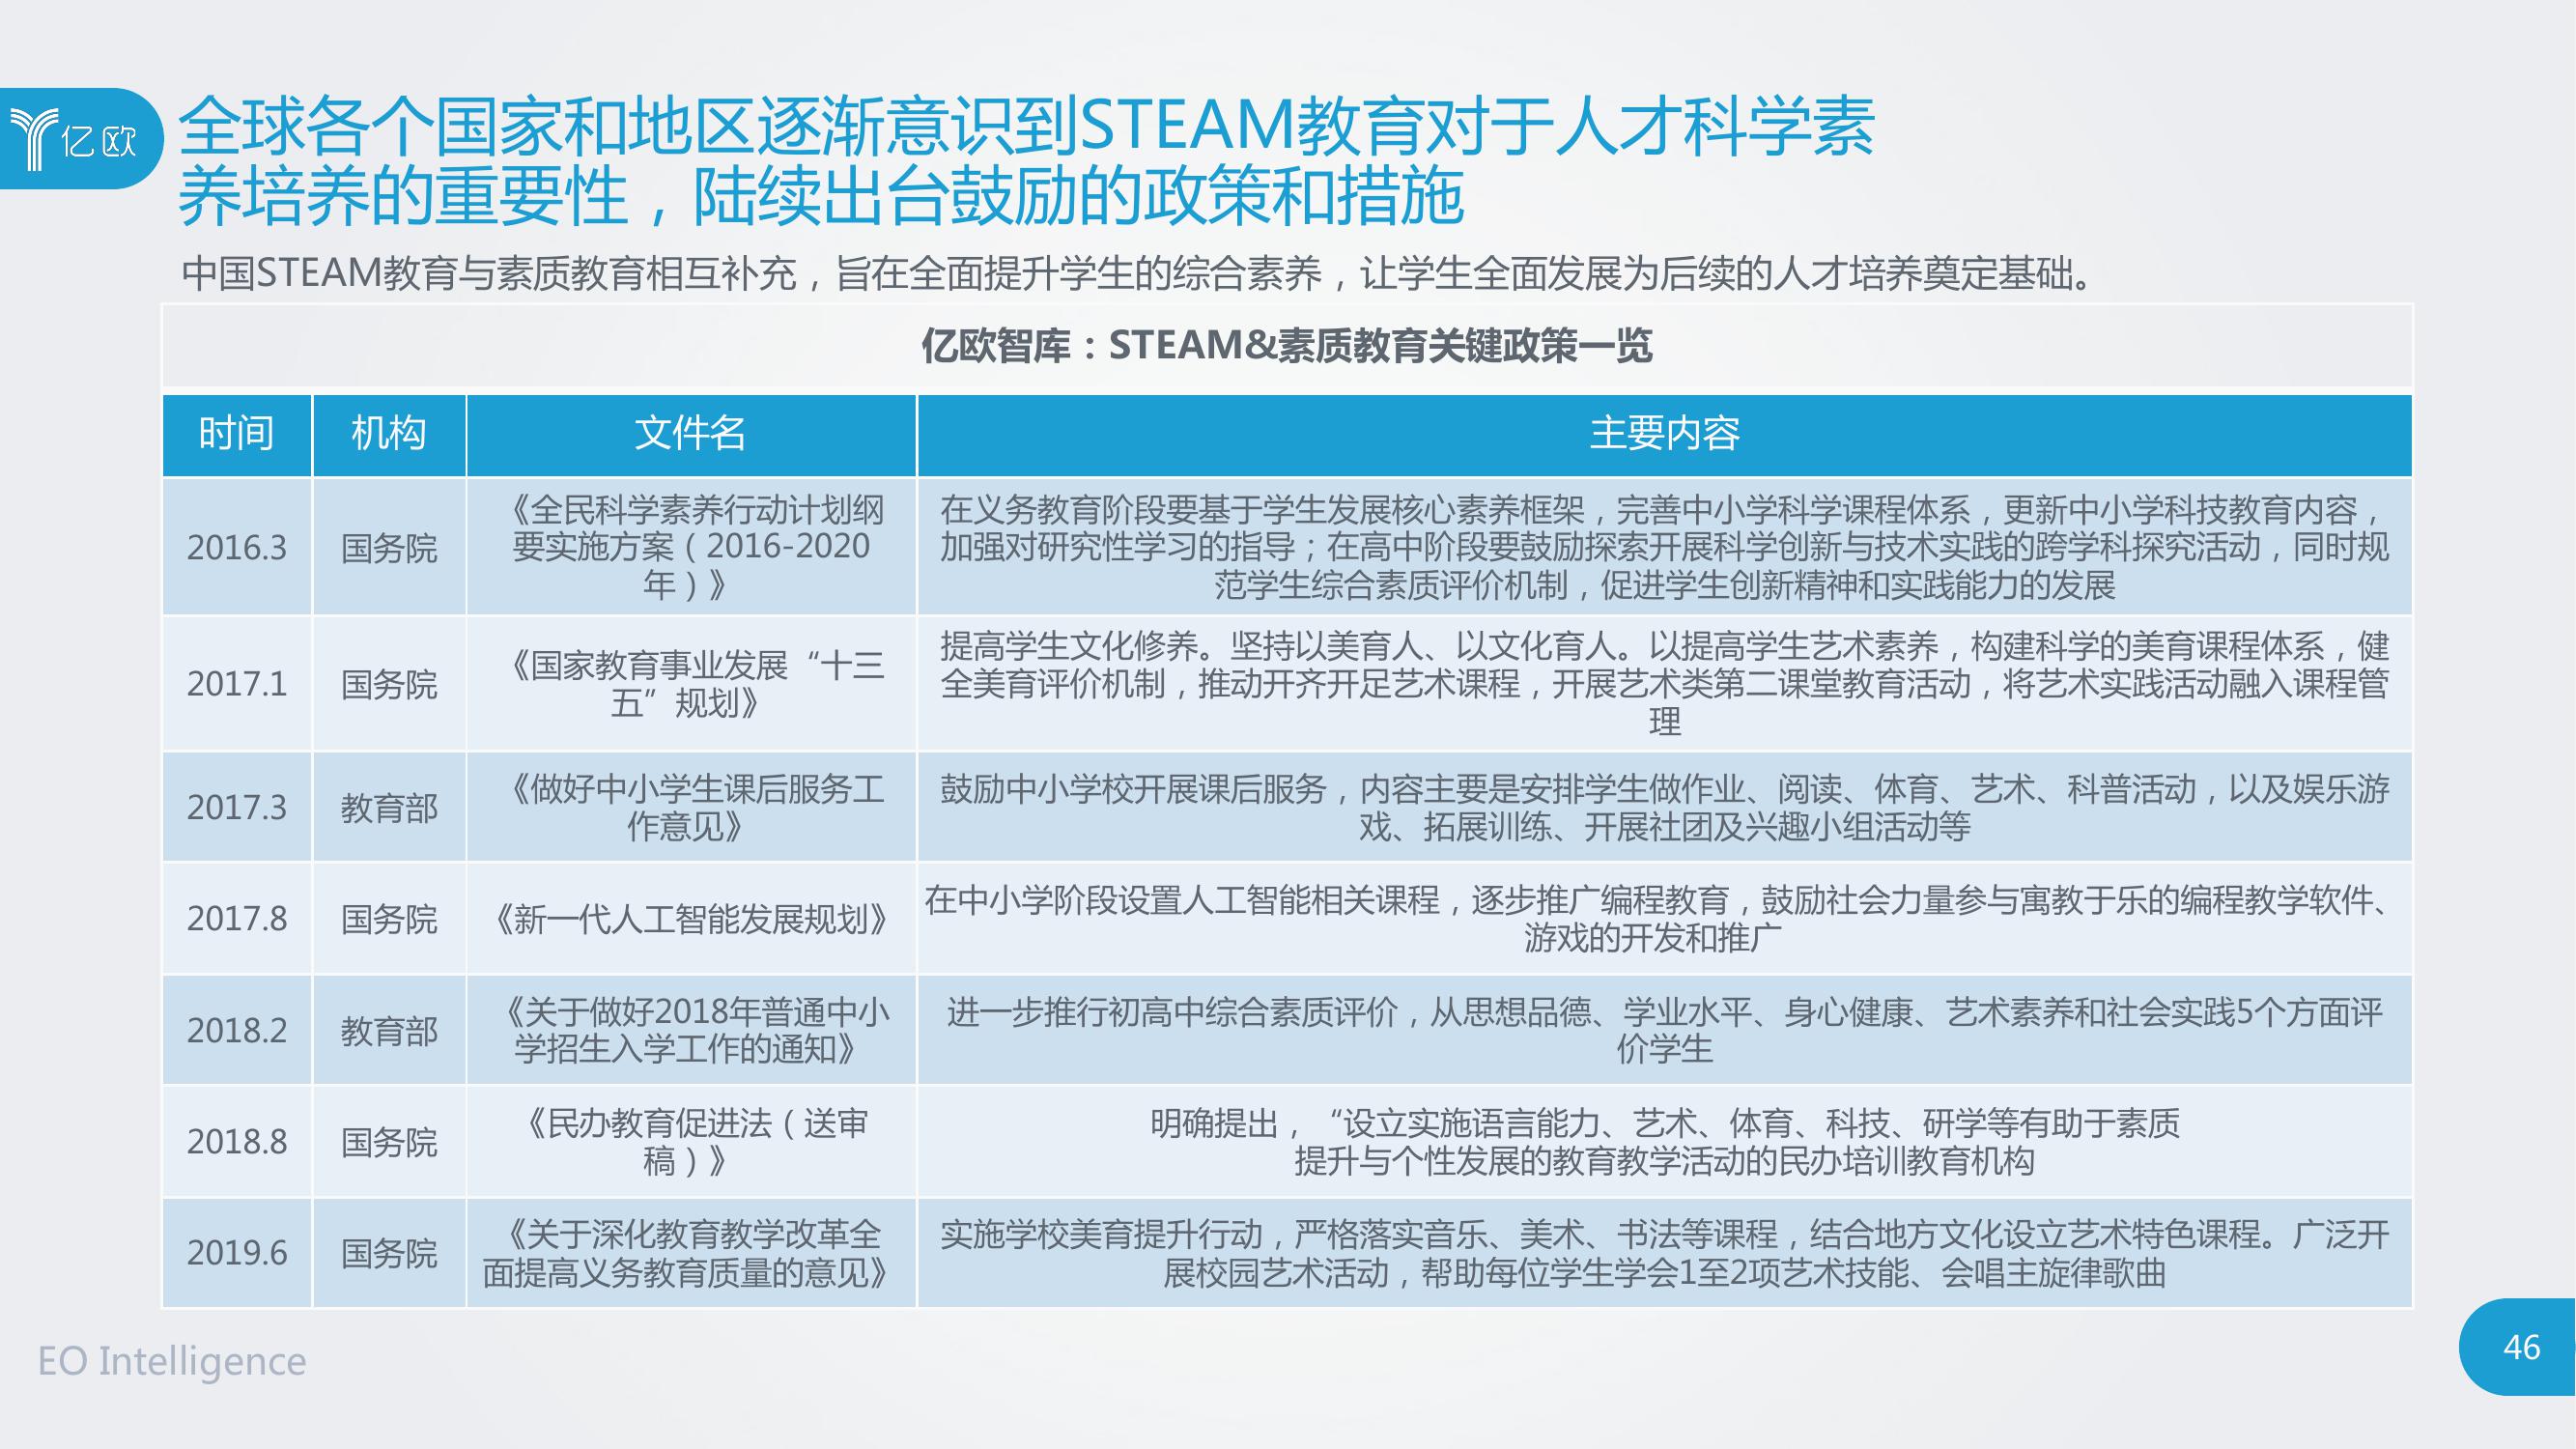 亿欧
全球各个国家和地区逐渐意识到STEAM教育对于人才科学素
养培养的重要性，陆续出台鼓励的政策和措施
中国STEAM教育与素质教育相互补充，旨在全面提升学生的综合素养，让学生全面发展为后续的人才培养奠定基础。
亿欧智库：STEAM&素质教育关键政策一览
时间 机构 文件名 主要内容
2016.3
国务院
《全民科学素养行动计划纲
要实施方案（2016-2020
年）》
在义务教育阶段要基于学生发展核心素养框架，完善中小学科学课程体系，更新中小学科技教育内容，
加强对研究性学习的指导；在高中阶段要鼓励探索开展科学创新与技术实践的跨学科探究活动，同时规
范学生综合素质评价机制，促进学生创新精神和实践能力的发展
2017.1
国务院
《国家教育事业发展“十三
五”规划》
提高学生文化修养。坚持以美育人、以文化育人。以提高学生艺术素养，构建科学的美育课程体系，健
全美育评价机制，推动开齐开足艺术课程，开展艺术类第二课堂教育活动，将艺术实践活动融入课程管
理
2017.3
教育部
《做好中小学生课后服务工
作意见》
鼓励中小学校开展课后服务，内容主要是安排学生做作业、阅读、体育、艺术、科普活动，以及娱乐游
戏、拓展训练、开展社团及兴趣小组活动等
2017.8
国务院
《新一代人工智能发展规划》
在中小学阶段设置人工智能相关课程，逐步推广编程教育，鼓励社会力量参与寓教于乐的编程教学软件、
游戏的开发和推广
2018.2
教育部
《关于做好2018年普通中小
学招生入学工作的通知》
进一步推行初高中综合素质评价，从思想品德、学业水平、身心健康、艺术素养和社会实践5个方面评
价学生
2018.8
国务院
《民办教育促进法（送审
稿）》
明确提出，“设立实施语言能力、艺术、体育、科技、研学等有助于素质
提升与个性发展的教育教学活动的民办培训教育机构
2019.6
国务院
《关于深化教育教学改革全
面提高义务教育质量的意见》
实施学校美育提升行动，严格落实音乐、美术、书法等课程，结合地方文化设立艺术特色课程。广泛开
展校园艺术活动，帮助每位学生学会1至2项艺术技能、会唱主旋律歌曲
EO Intelligence
46